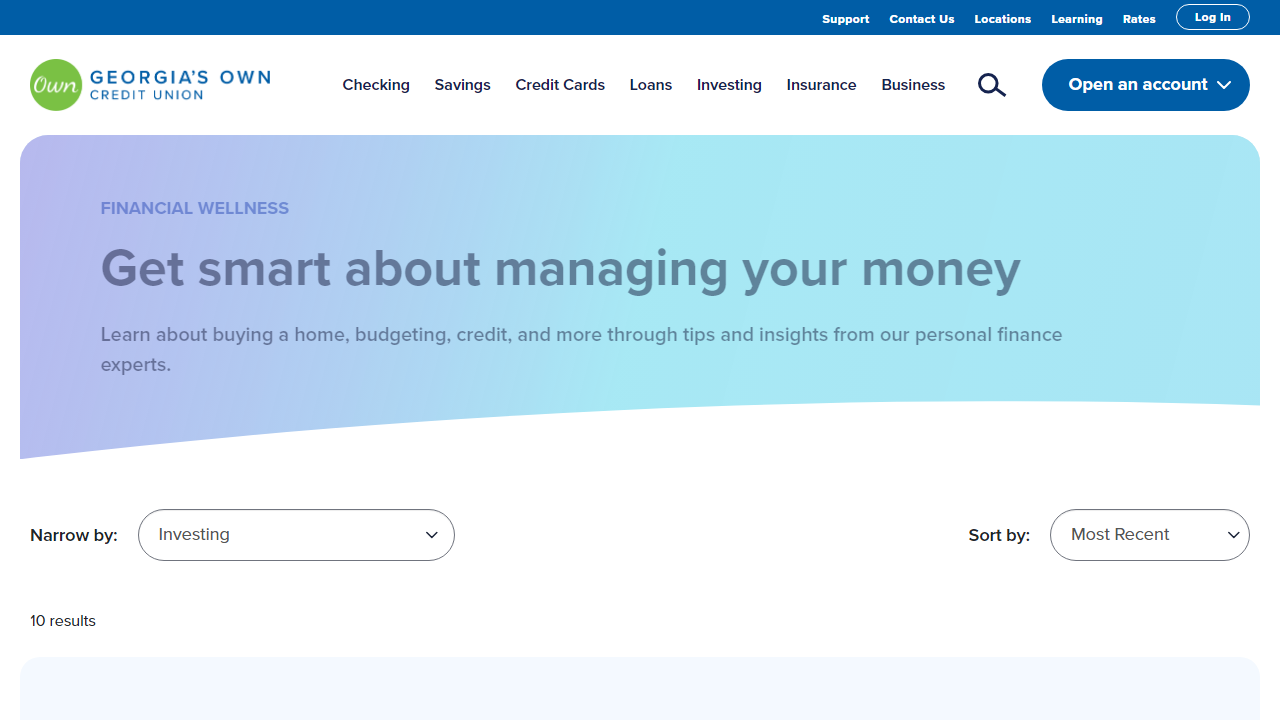 Support Contact Us Locations Learning Rates Log In
Own GEORGIA'S OWN
CREDIT UNION
Checking Savings Credit Cards Loans Investing Insurance Business Open an account
FINANCIAL WELLNESS
Get smart about managing your money
Learn about buying a home, budgeting, credit, and more through tips and insights from our personal finance
experts.
Narrow by: Investing Sort by: Most Recent
10 results